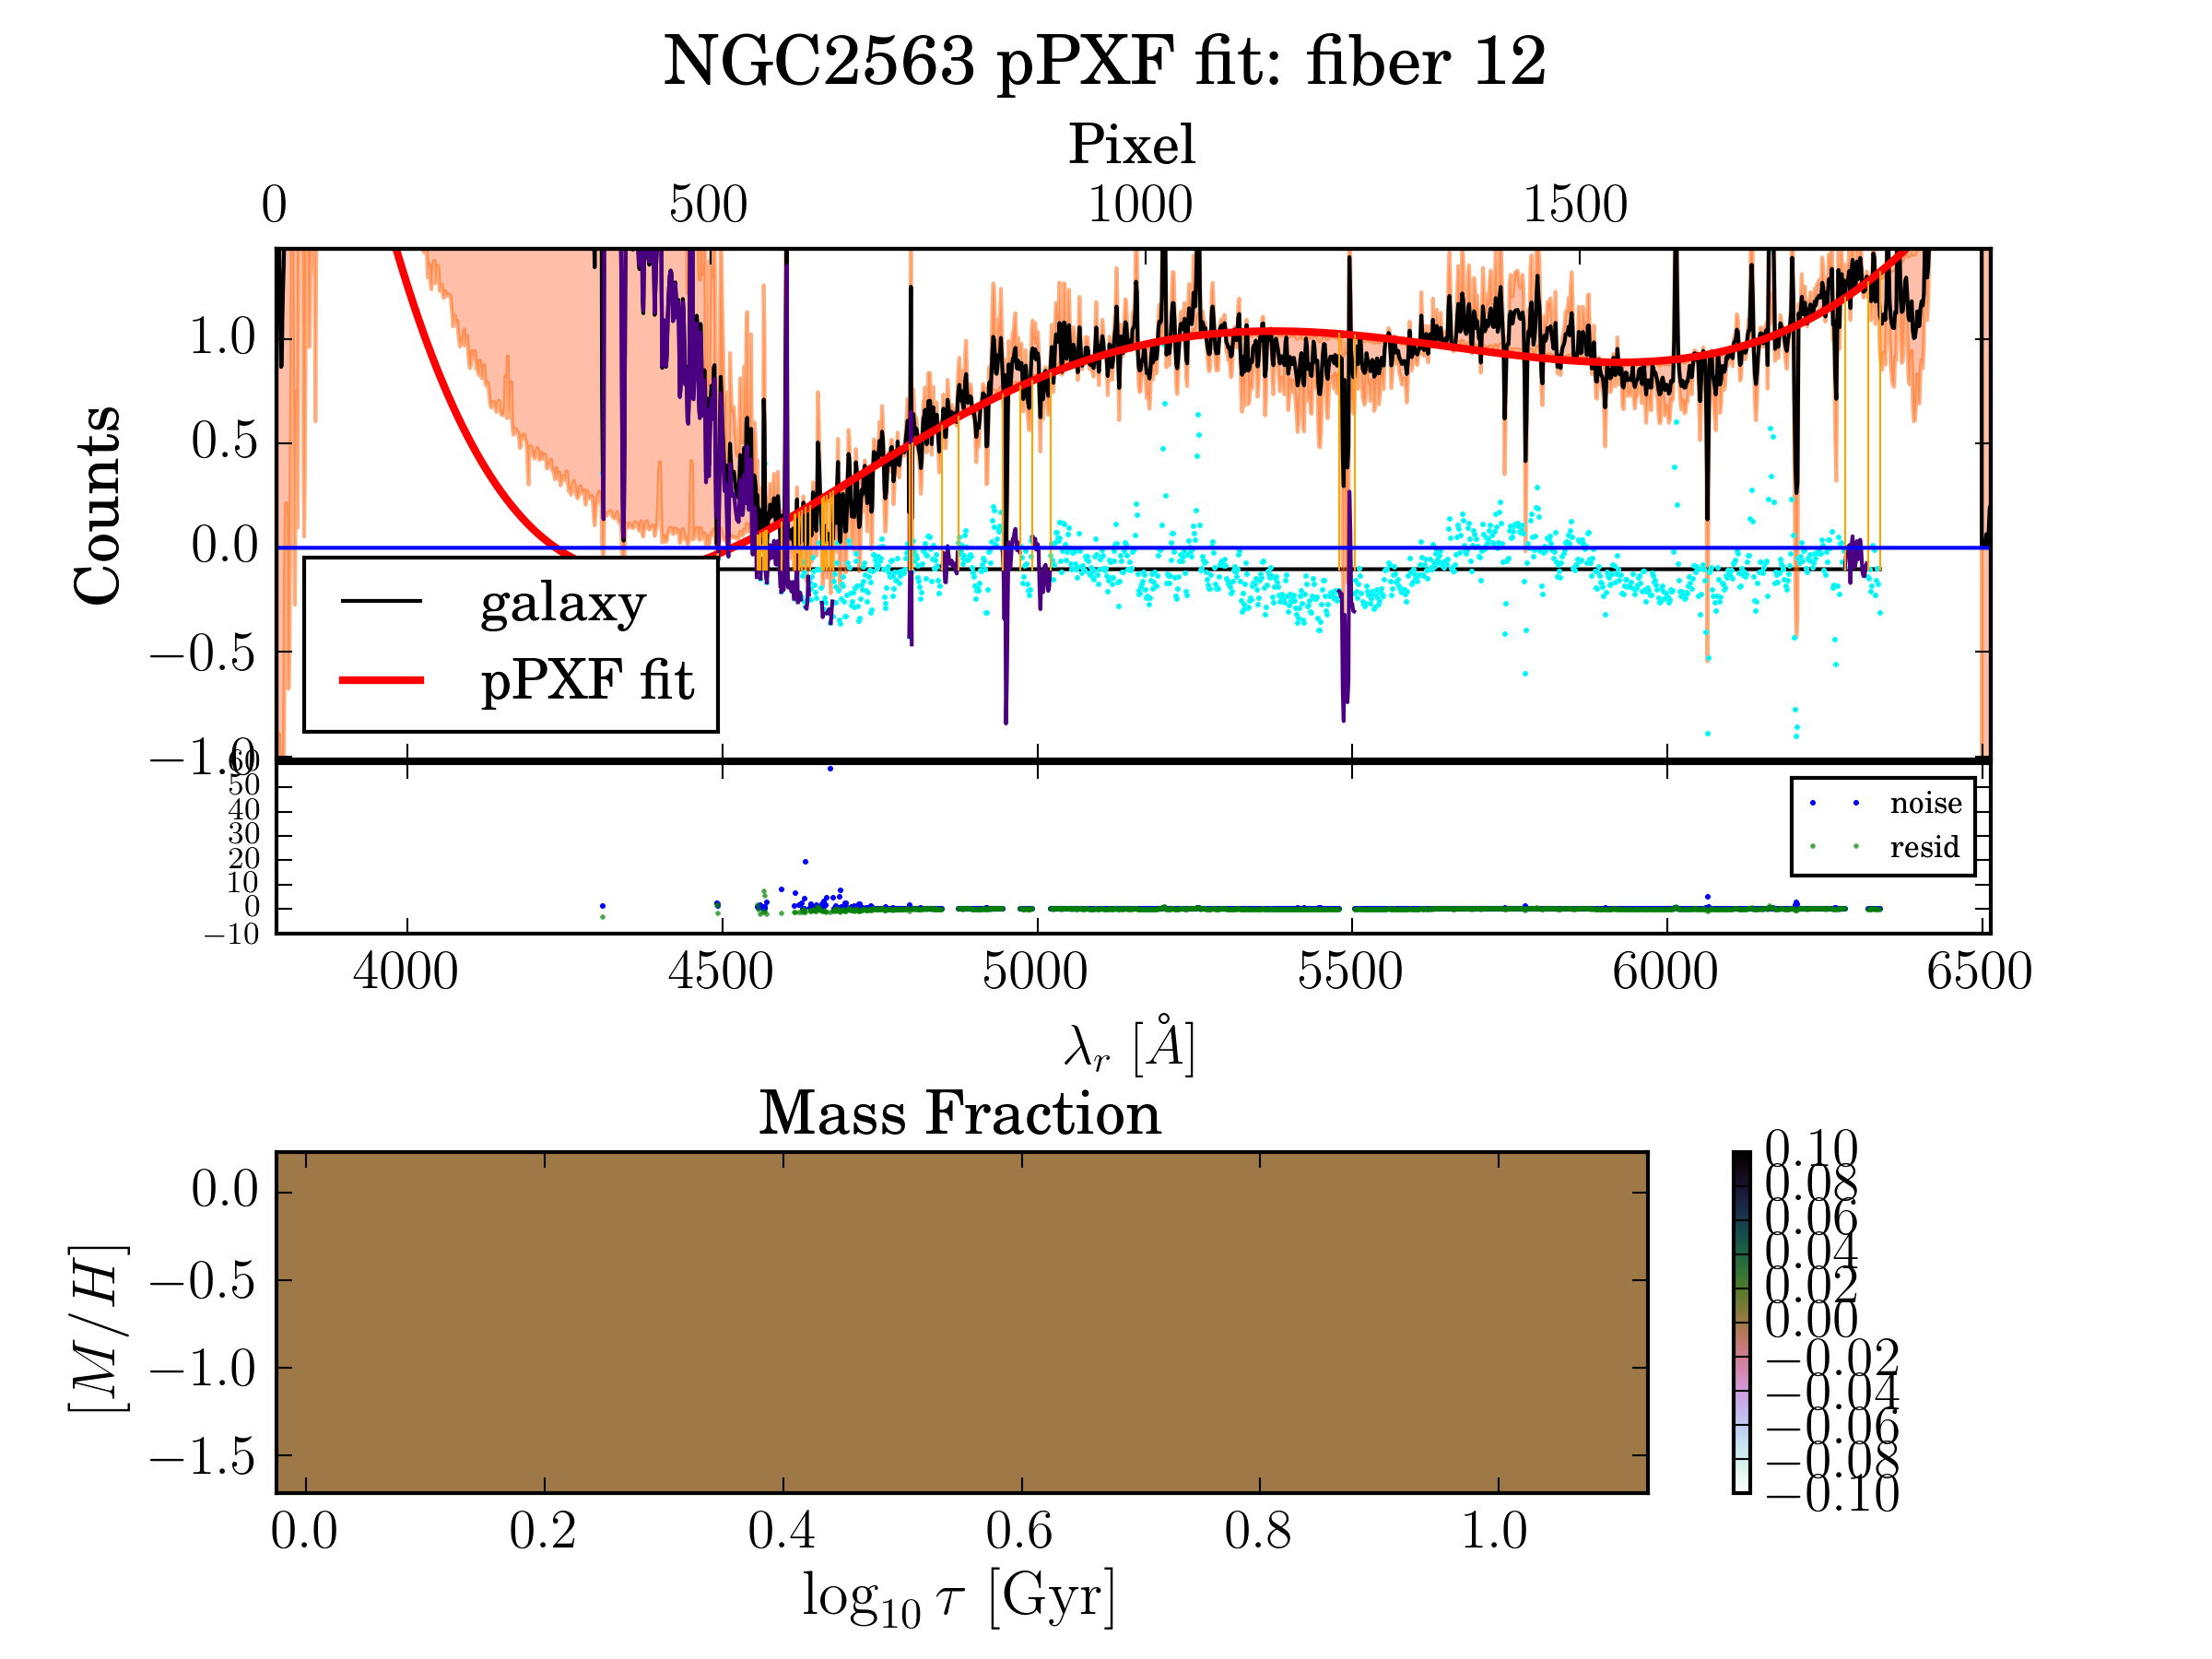 NGC2563 pPXF fit: fiber 12
Pixel
0 500 1000 1500
Counts
1.0
0.5
0.0
−0.5
−1.0
galaxy
pPXF fit
60
50
40
30
20
10
0
−10
noise
resid
4000 4500 5000 5500 6000 6500
λr [Å]
Mass Fraction
[M/H]
0.0
−0.5
−1.0
−1.5
0.0 0.2 0.4 0.6 0.8 1.0
log10 τ [Gyr]
0.10
0.08
0.06
0.04
0.02
0.00
−0.02
−0.04
−0.06
−0.08
−0.10